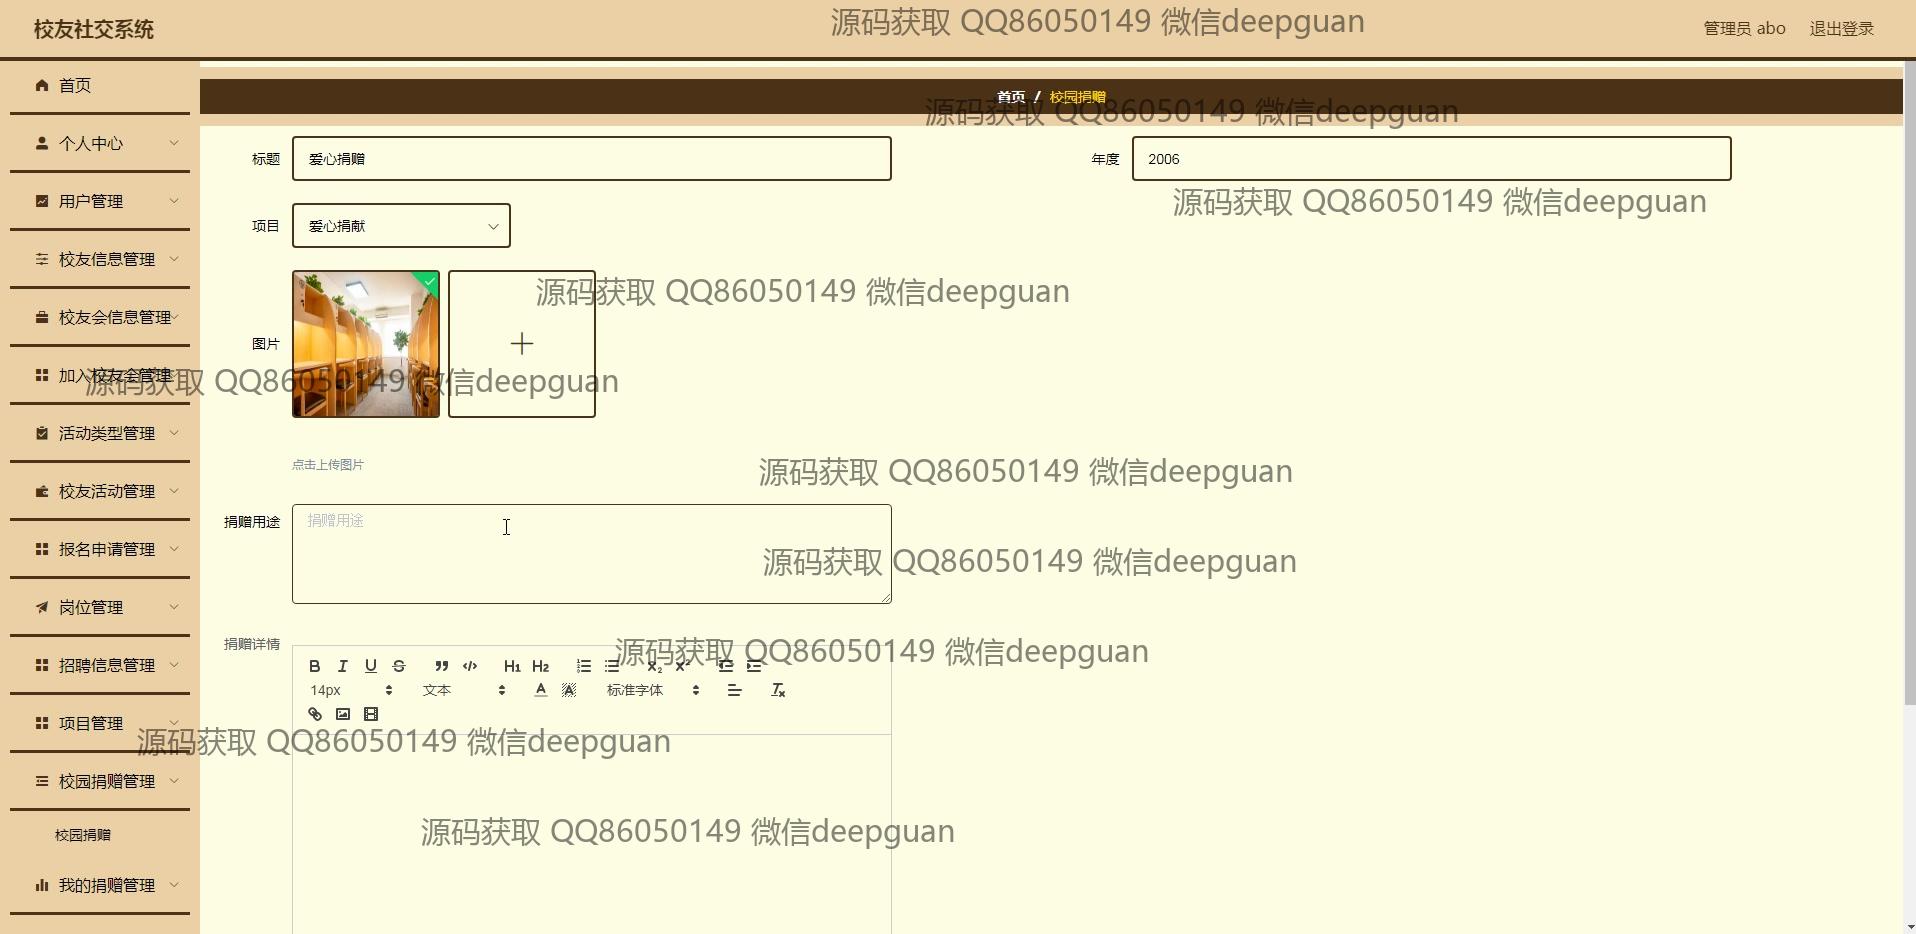 校友社交系统
源码获取 QQ86050149 微信deepguan
管理员 abo
退出登录
首页
个人中心
用户管理
校友信息管理
校友会信息管理
加入校友会管理
活动类型管理
校友活动管理
报名申请管理
岗位管理
招聘信息管理
项目管理
校园捐赠管理
校园捐赠
我的捐赠管理
首页 / 校园捐赠
源码获取 QQ86050149 微信deepguan
标题 爱心捐赠
年度 2006
源码获取 QQ86050149 微信deepguan
项目 爱心捐献
源码获取 QQ86050149 微信deepguan
图片
源码获取 QQ86050149 微信deepguan
点击上传图片
源码获取 QQ86050149 微信deepguan
捐赠用途 捐赠用途
源码获取 QQ86050149 微信deepguan
捐赠详情
源码获取 QQ86050149 微信deepguan
B I U S H1 H2 X2 X2
14px 文本 A A 标准字体 Tx
源码获取 QQ86050149 微信deepguan
源码获取 QQ86050149 微信deepguan